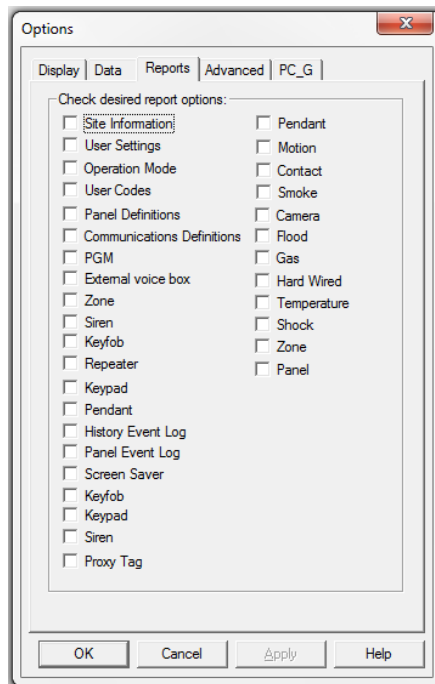 Options
Display Data Reports Advanced PC_G
Check desired report options:
Site Information
User Settings
Operation Mode
User Codes
Panel Definitions
Communications Definitions
PGM
External voice box
Zone
Siren
Keyfob
Repeater
Keypad
Pendant
History Event Log
Panel Event Log
Screen Saver
Keyfob
Keypad
Siren
Proxy Tag
Pendant
Motion
Contact
Smoke
Camera
Flood
Gas
Hard Wired
Temperature
Shock
Zone
Panel
OK Cancel Apply Help